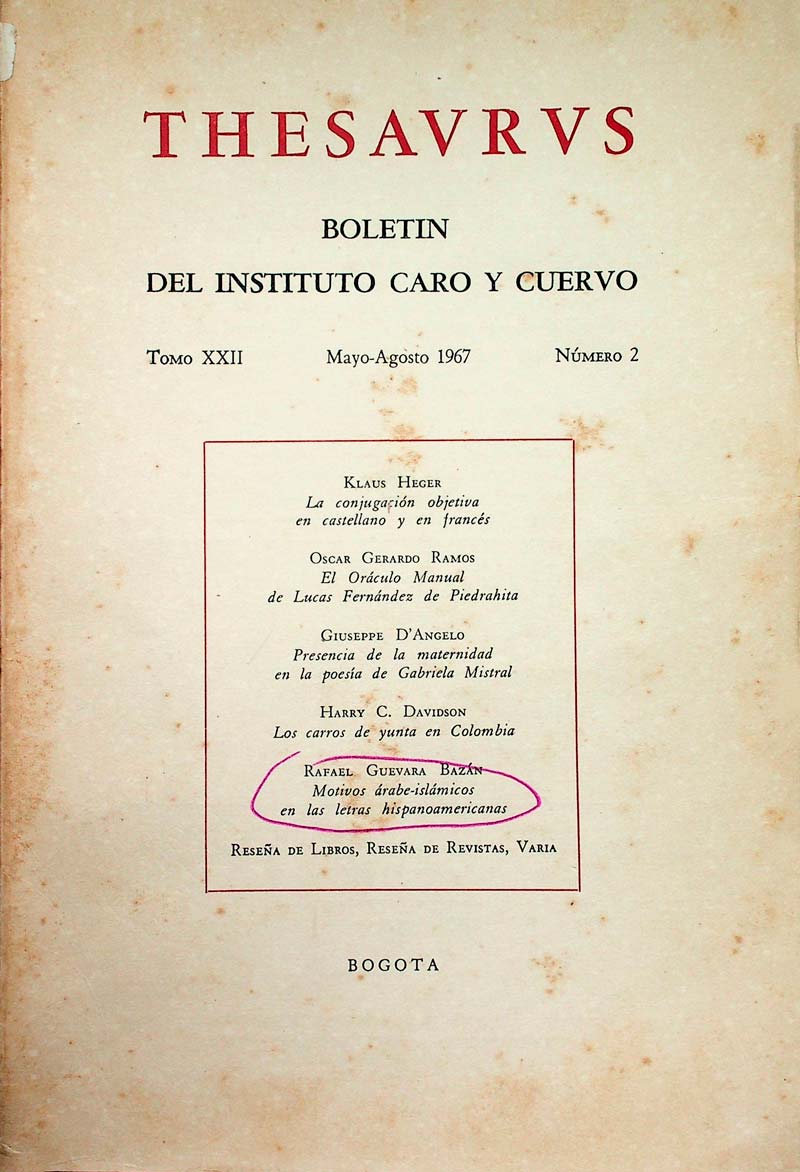 THESAVRVS
BOLETIN
DEL INSTITUTO CARO Y CUERVO
TOMO XXII Mayo-Agosto 1967 NÚMERO 2
KLAUS HEGER
La conjugación objetiva
en castellano y en francés
OSCAR GERARDO RAMOS
El Oráculo Manual
de Lucas Fernández de Piedrahita
GIUSEPPE D'ANGELO
Presencia de la maternidad
en la poesía de Gabriela Mistral
HARRY C. DAVIDSON
Los carros de yunta en Colombia
RAFAEL GUEVARA BAZÁN
Motivos árabe-islámicos
en las letras hispanoamericanas
RESEÑA DE LIBROS, RESEÑA DE REVISTAS, VARIA
BOGOTA